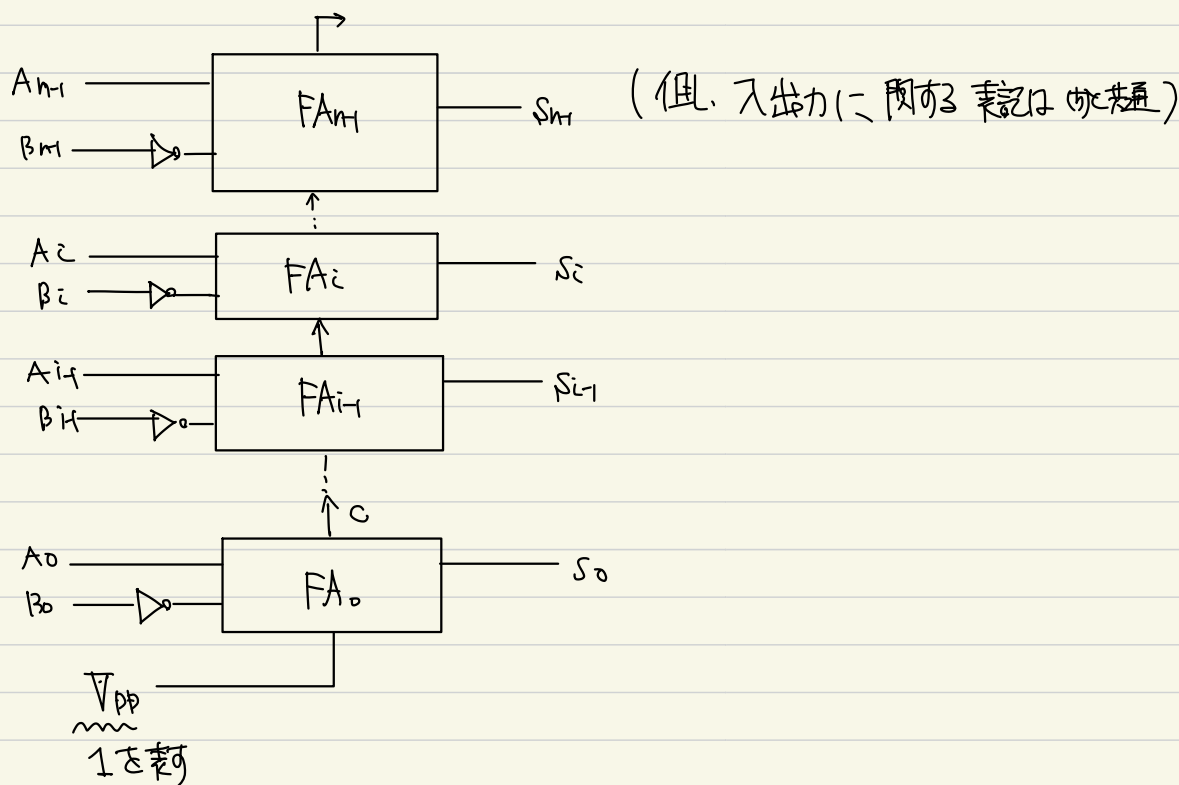 An-1
FAn-1
Sn-1
(但、入出力に関する表記は(ii)と共通)
Bn-1
Ai
FAi
Si
Bi
Ai-1
FAi-1
Si-1
Bi-1
C
A0
FA0
S0
B0
VDD
1を表す